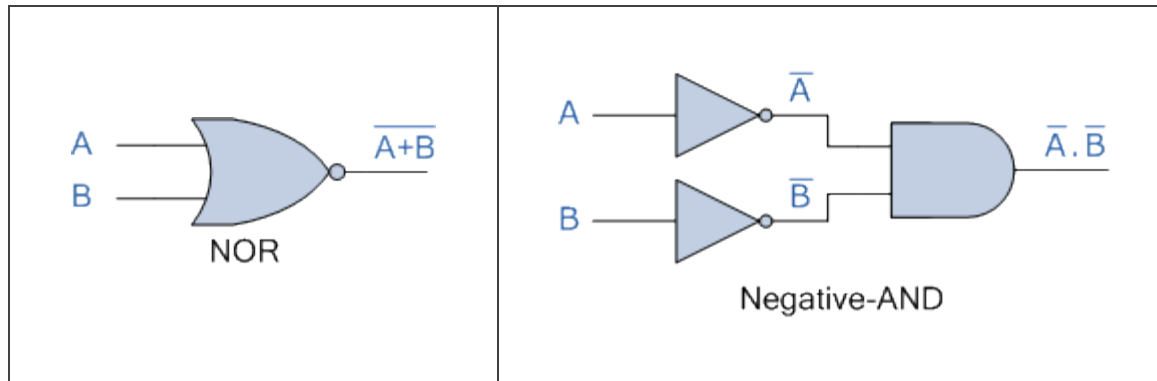 A
B
A+B̅
NOR
A
A̅
B
B̅
A̅ . B̅
Negative-AND